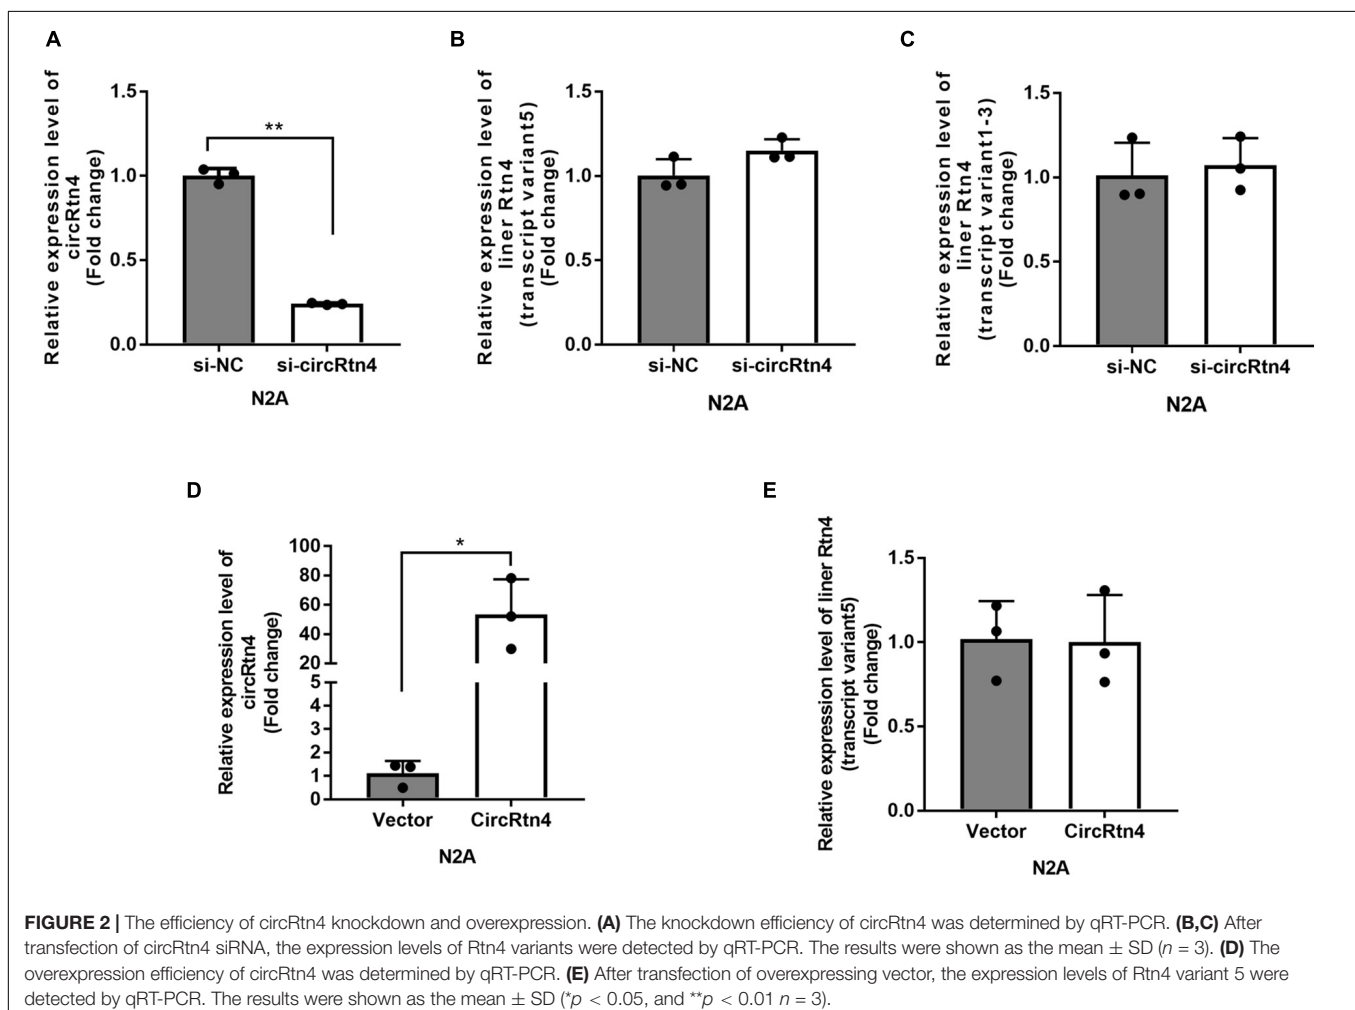 A
Relative expression level of
circRtn4
(Fold change)
1.5
1.0
0.5
0.0
**
si-NC
si-circRtn4
N2A
B
Relative expression level of
liner Rtn4
(transcript variant5)
(Fold change)
1.5
1.0
0.5
0.0
si-NC
si-circRtn4
N2A
C
Relative expression level of
liner Rtn4
(transcript variant1-3)
(Fold change)
1.5
1.0
0.5
0.0
si-NC
si-circRtn4
N2A
D
Relative expression level of
circRtn4
(Fold change)
100
80
60
40
20
5
4
3
2
1
0
*
Vector
CircRtn4
N2A
E
Relative expression level of liner Rtn4
(transcript variant5)
(Fold change)
1.5
1.0
0.5
0.0
Vector
CircRtn4
N2A
FIGURE 2 | The efficiency of circRtn4 knockdown and overexpression. (A) The knockdown efficiency of circRtn4 was determined by qRT-PCR. (B,C) After
transfection of circRtn4 siRNA, the expression levels of Rtn4 variants were detected by qRT-PCR. The results were shown as the mean ± SD (n = 3). (D) The
overexpression efficiency of circRtn4 was determined by qRT-PCR. (E) After transfection of overexpressing vector, the expression levels of Rtn4 variant 5 were
detected by qRT-PCR. The results were shown as the mean ± SD (*p < 0.05, and **p < 0.01 n = 3).